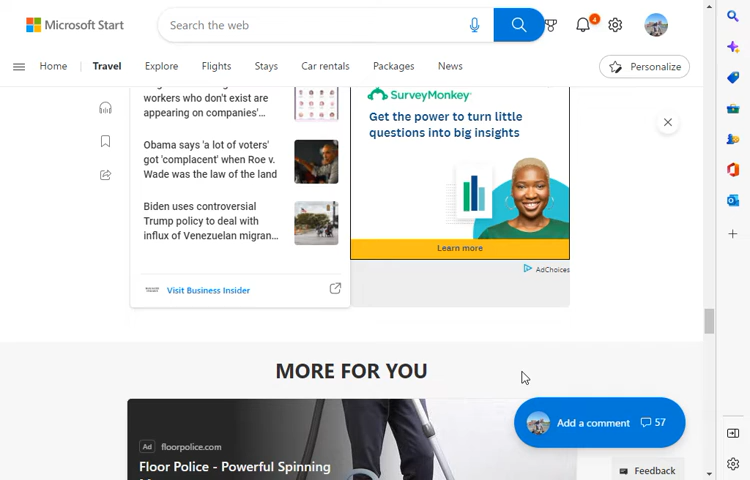 Microsoft Start
Search the web
4
Home
Travel
Explore
Flights
Stays
Car rentals
Packages
News
Personalize
workers who don't exist are
appearing on companies'...
Obama says 'a lot of voters'
got 'complacent' when Roe v.
Wade was the law of the land
Biden uses controversial
Trump policy to deal with
influx of Venezuelan migran...
Visit Business Insider
SurveyMonkey
Get the power to turn little
questions into big insights
Learn more
AdChoices
MORE FOR YOU
Ad floorpolice.com
Floor Police - Powerful Spinning
Add a comment 57
Feedback